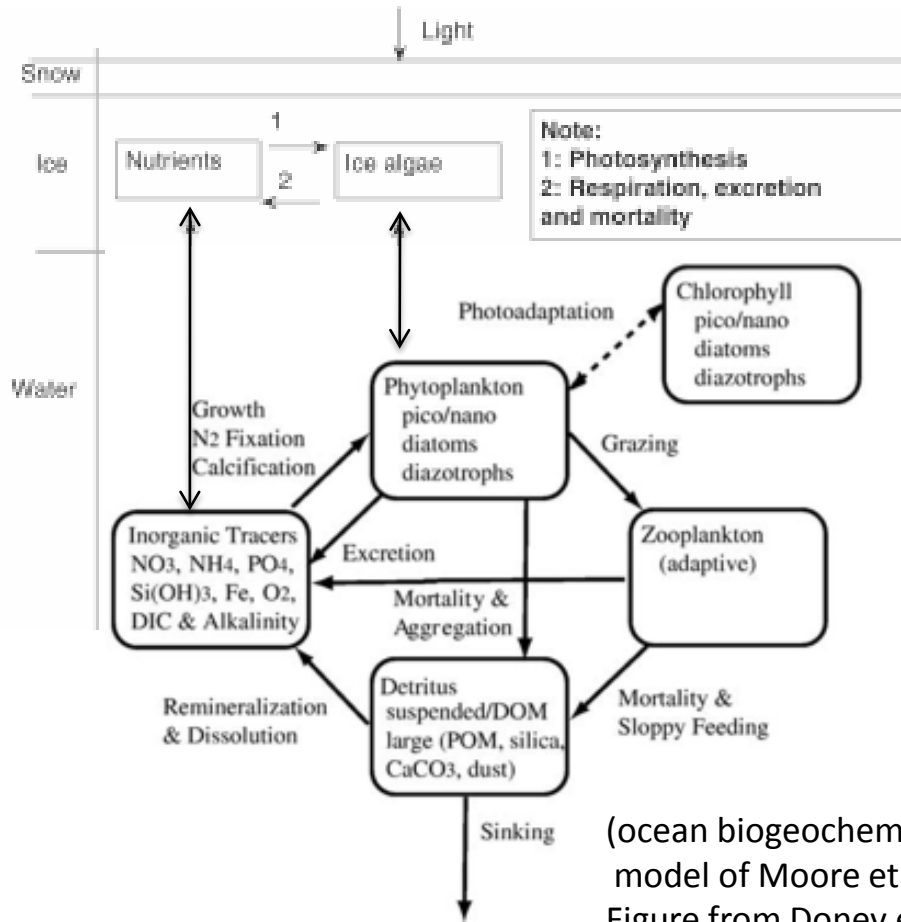 Light
Snow
Ice
Nutrients
1
2
Ice algae
Note:
1: Photosynthesis
2: Respiration, excretion
and mortality
Water
Photoadaptation
Chlorophyll
pico/nano
diatoms
diazotrophs
Growth
N2 Fixation
Calcification
Phytoplankton
pico/nano
diatoms
diazotrophs
Grazing
Inorganic Tracers
NO3, NH4, PO4,
Si(OH)3, Fe, O2,
DIC & Alkalinity
Excretion
Zooplankton
(adaptive)
Mortality &
Aggregation
Remineralization
& Dissolution
Detritus
suspended/DOM
large (POM, silica,
CaCO3, dust)
Mortality &
Sloppy Feeding
Sinking
(ocean biogeochem
model of Moore et
Figure from Doney